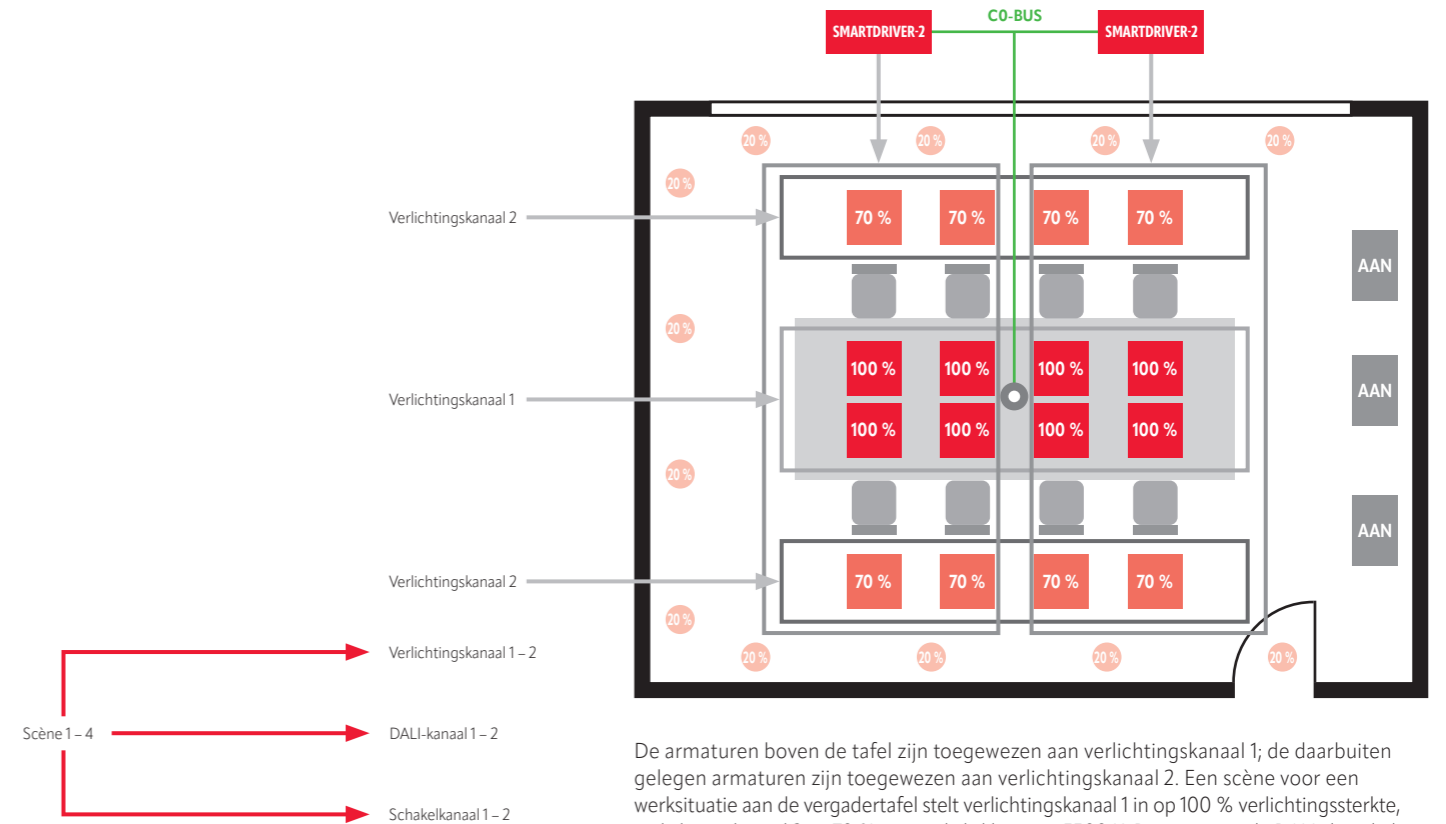 C0-BUS
SMARTDRIVER-2 SMARTDRIVER-2
20 % 20 % 20 % 20 %
20 %
Verlichtingskanaal 2 70 % 70 % 70 % 70 %
AAN
20 %
100 % 100 % 100 % 100 %
AAN
Verlichtingskanaal 1
100 % 100 % 100 % 100 %
20 %
AAN
Verlichtingskanaal 2 70 % 70 % 70 % 70 %
20 %
20 % 20 % 20 % 20 %
Verlichtingskanaal 1 – 2
Scène 1 – 4 DALI-kanaal 1 – 2
Schakelkanaal 1 – 2
De armaturen boven de tafel zijn toegewezen aan verlichtingskanaal 1; de daarbuiten
gelegen armaturen zijn toegewezen aan verlichtingskanaal 2. Een scène voor een
werksituatie aan de vergadertafel stelt verlichtingskanaal 1 in op 100 % verlichtingssterkte,